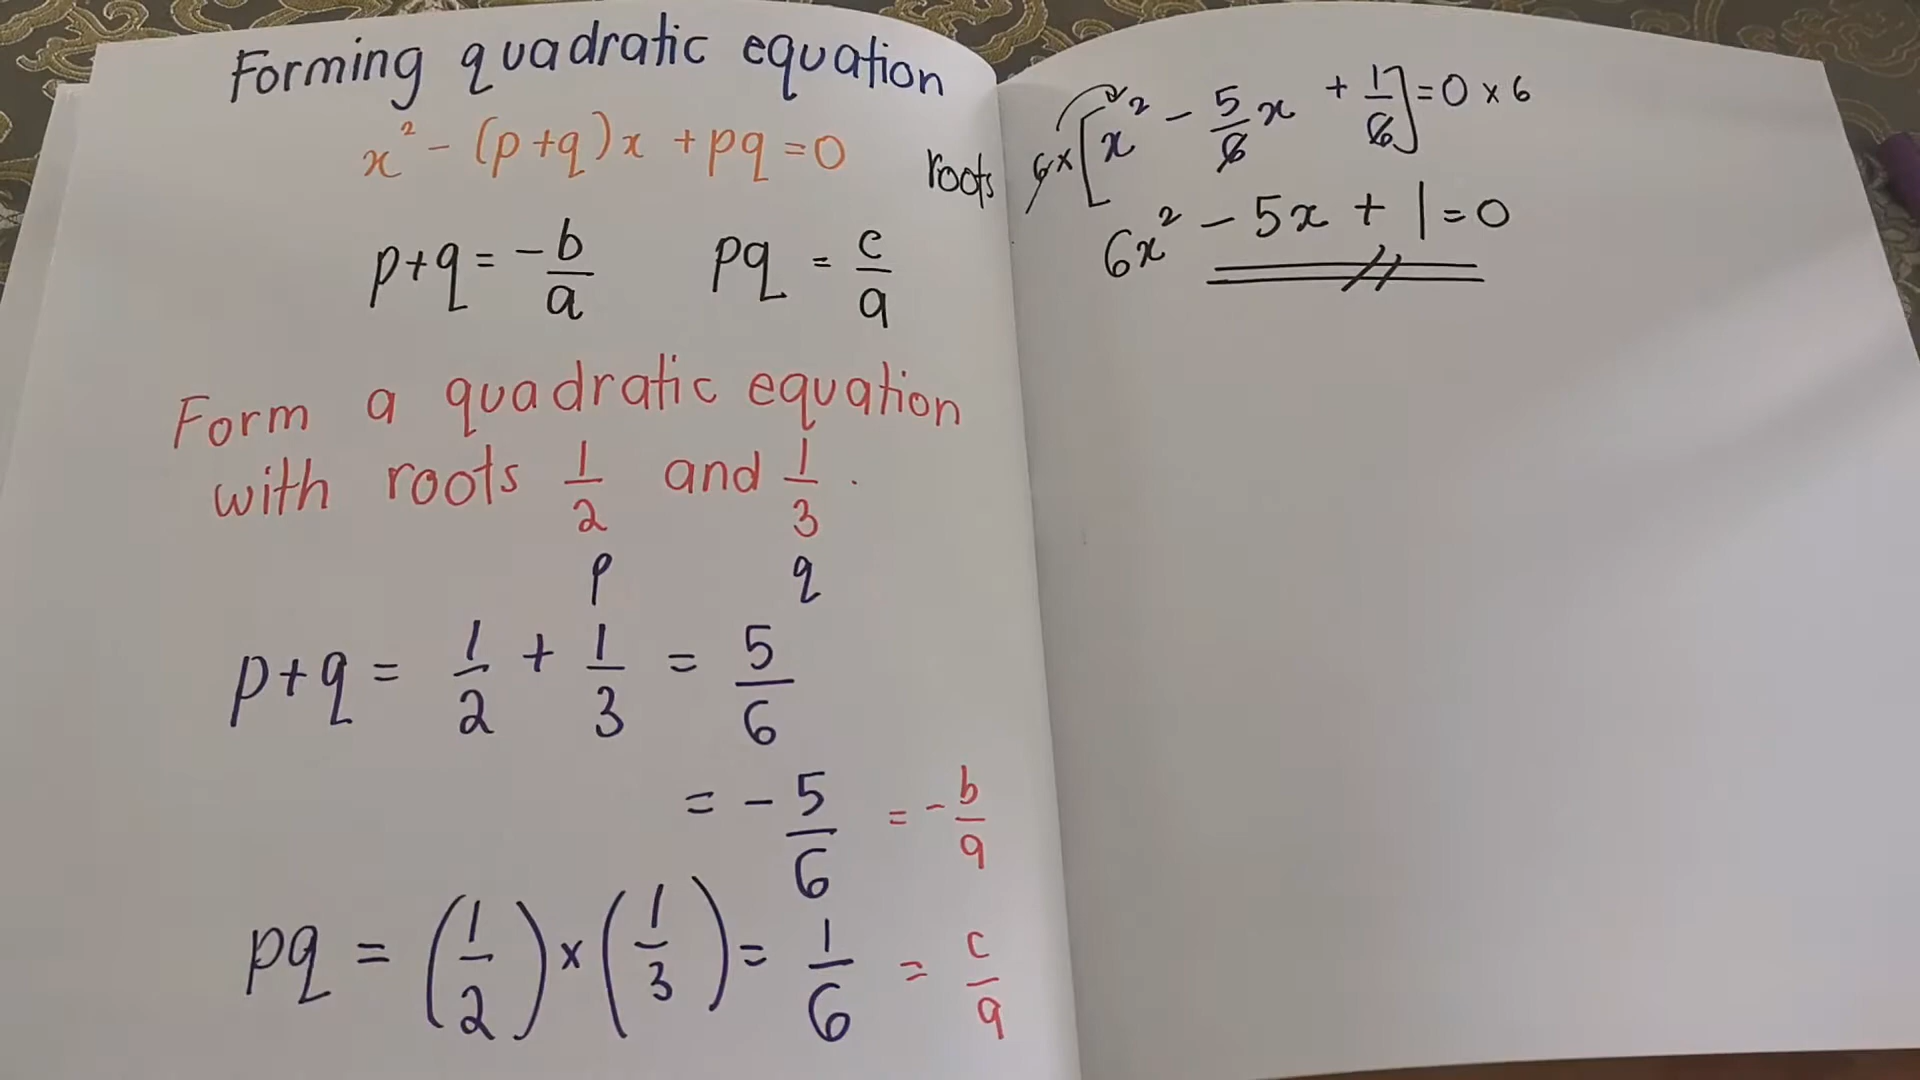 Forming quadratic equation
x² - (p+q)x + pq = 0
roots
p+q = -b/a    pq = c/a
Form a quadratic equation
with roots 1/2 and 1/3 .
p    q
p+q = 1/2 + 1/3 = 5/6
= - 5/6 = - b/a
pq = (1/2) x (1/3) = 1/6 = c/a
6x [x² - 5/6 x + 1/6] = 0 x 6
6x² - 5x + 1 = 0